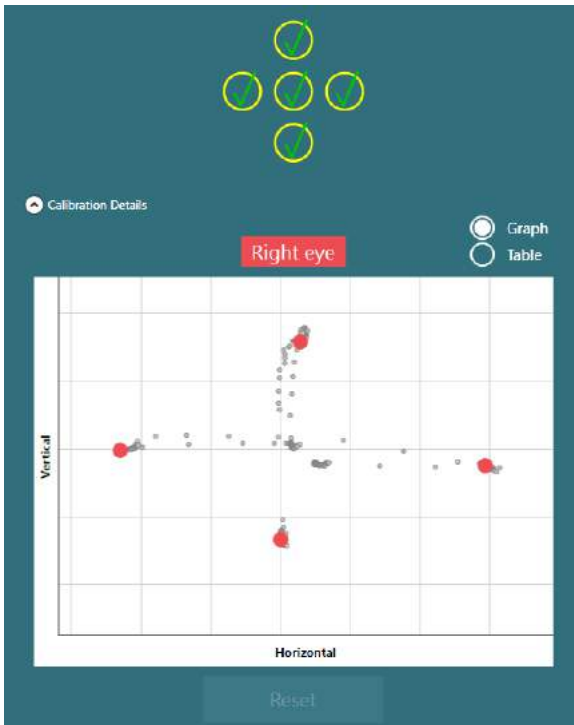 Calibration Details
Graph
Right eye
Table
Vertical
Horizontal
Reset